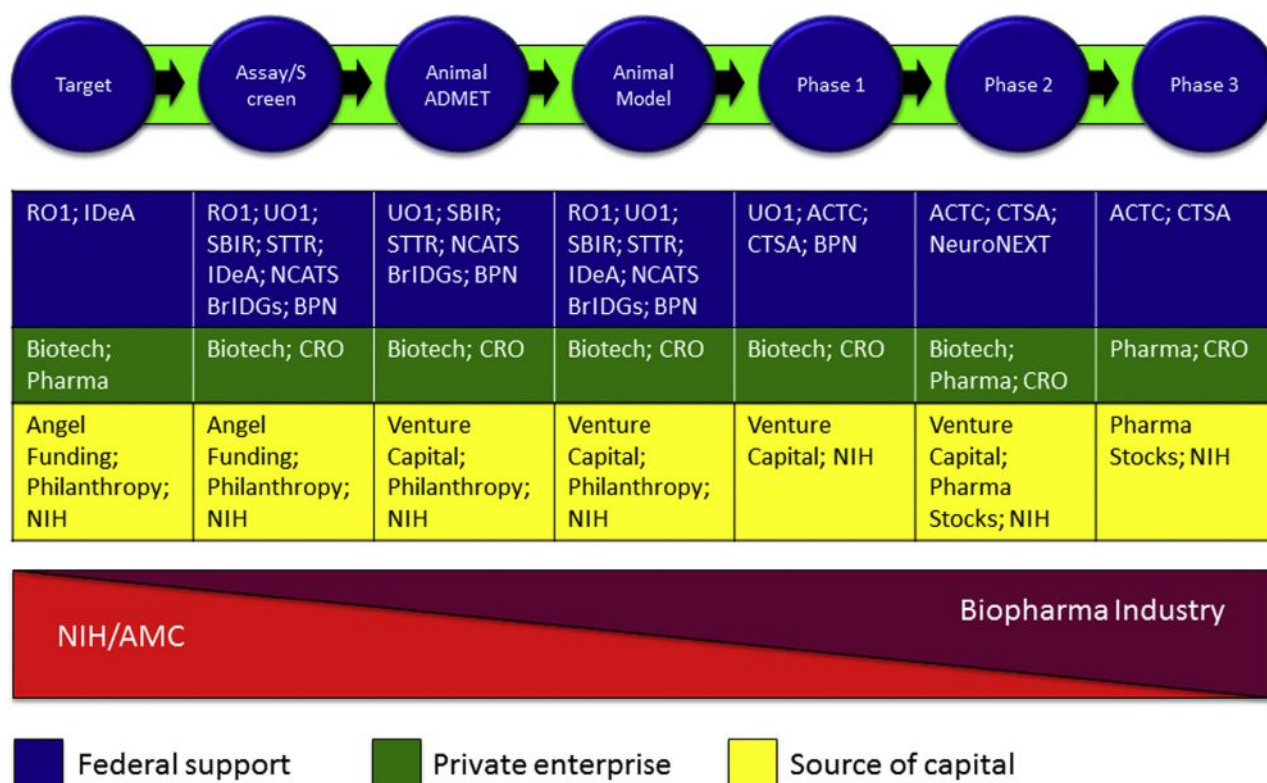 Target
Assay/S
creen
Animal
ADMET
Animal
Model
Phase 1
Phase 2
Phase 3
RO1; IDeA
RO1; UO1;
SBIR; STTR;
IDeA; NCATS
BrIDGs; BPN
UO1; SBIR;
STTR; NCATS
BrIDGs; BPN
RO1; UO1;
SBIR; STTR;
IDeA; NCATS
BrIDGs; BPN
UO1; ACTC;
CTSA; BPN
ACTC; CTSA;
NeuroNEXT
ACTC; CTSA
Biotech;
Pharma
Biotech; CRO
Biotech; CRO
Biotech; CRO
Biotech; CRO
Biotech;
Pharma; CRO
Pharma; CRO
Angel
Funding;
Philanthropy;
NIH
Angel
Funding;
Philanthropy;
NIH
Venture
Capital;
Philanthropy;
NIH
Venture
Capital;
Philanthropy;
NIH
Venture
Capital; NIH
Venture
Capital;
Pharma
Stocks; NIH
Pharma
Stocks; NIH
NIH/AMC
Biopharma Industry
Federal support
Private enterprise
Source of capital